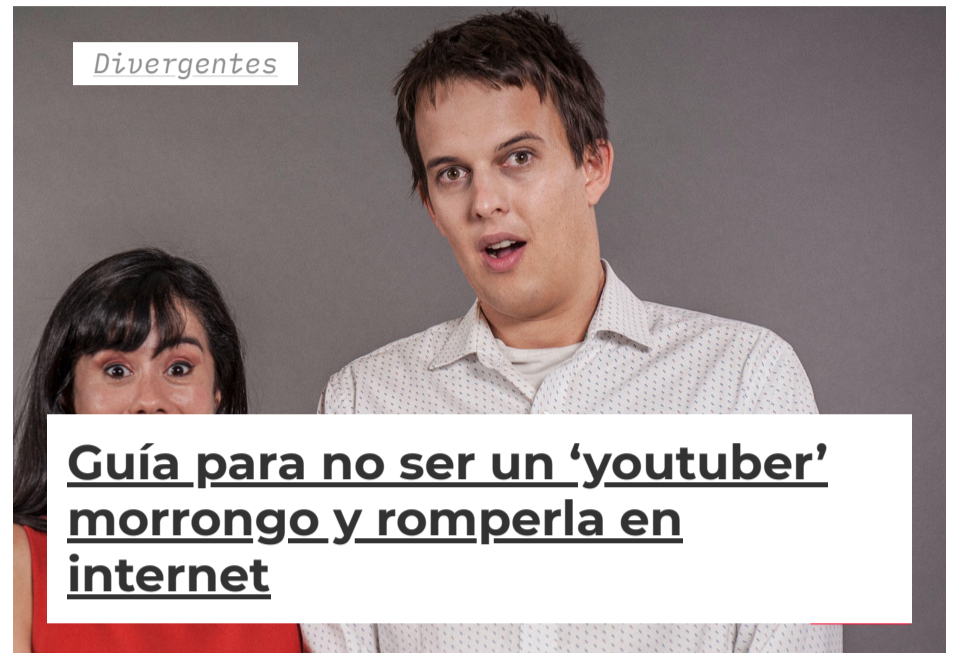 Divergentes
Guía para no ser un ‘youtuber’
morrongo y romperla en
internet